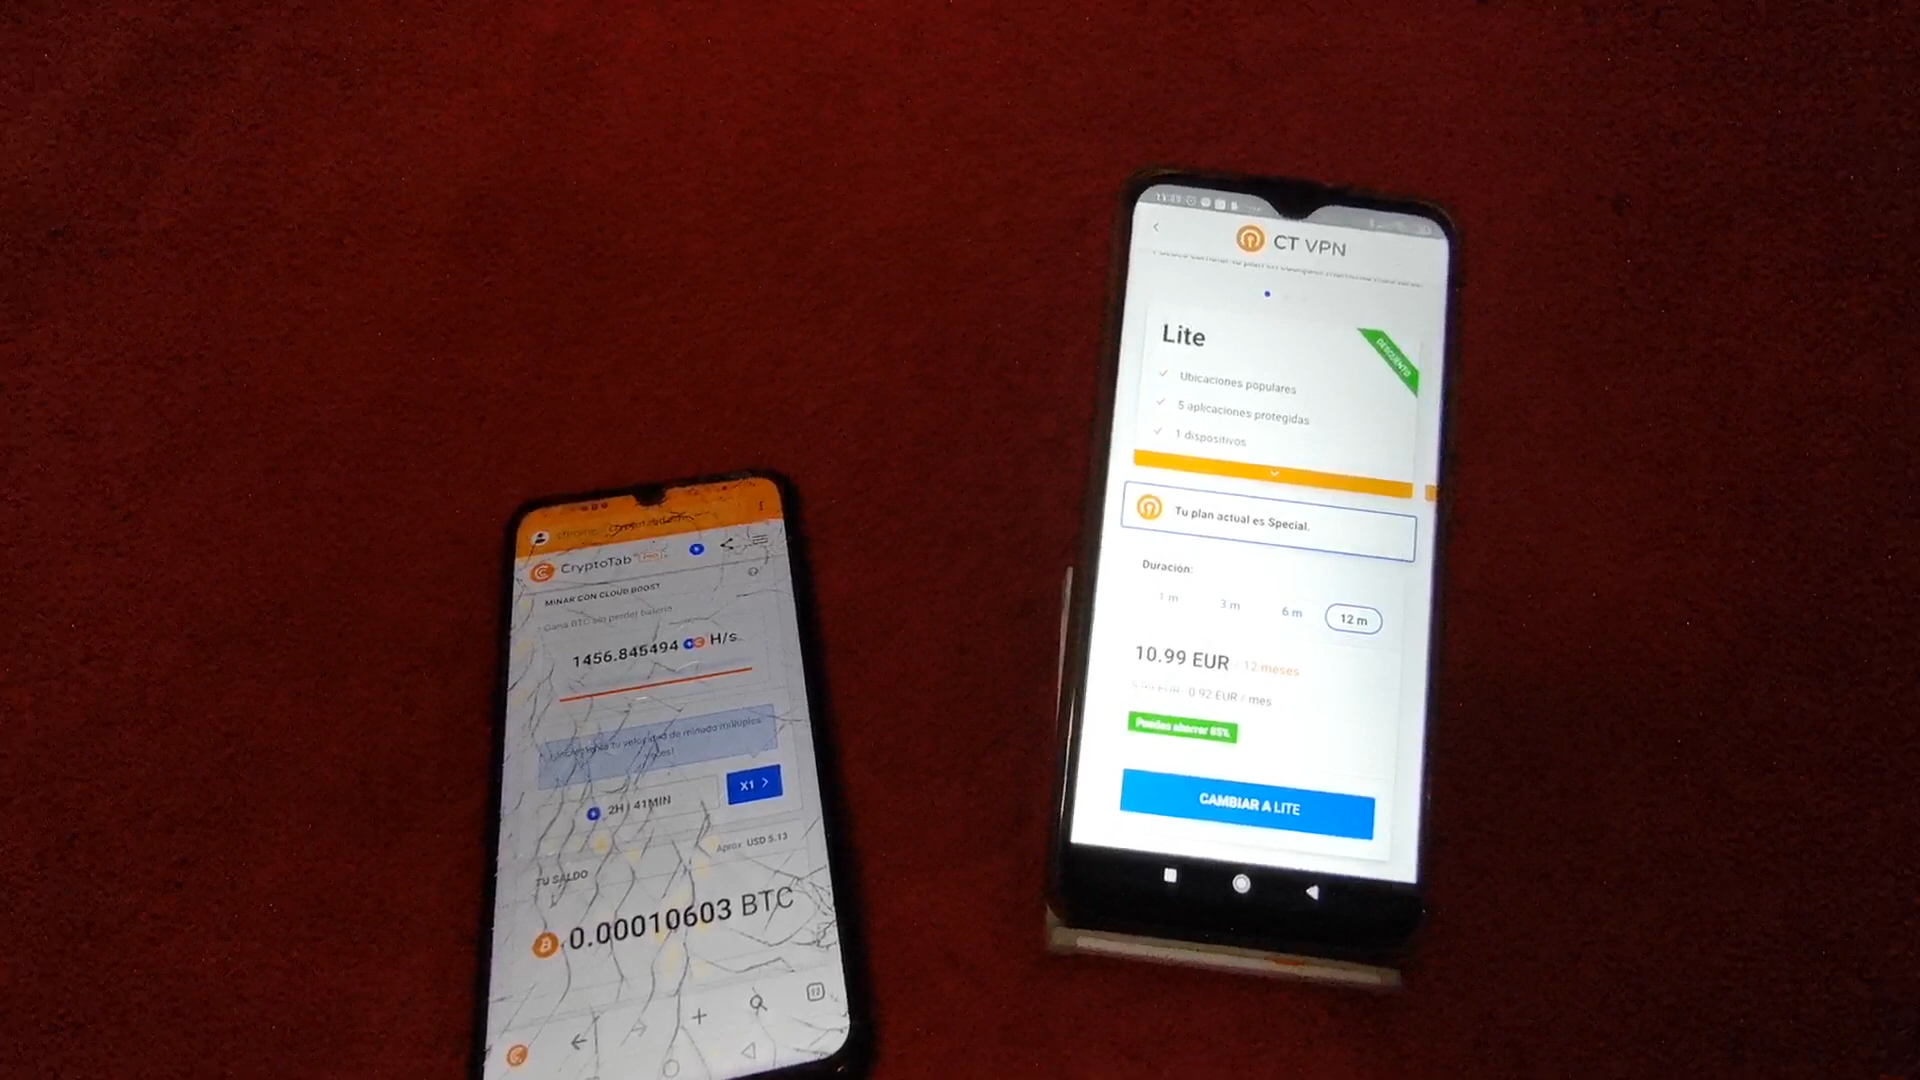 CryptoTab PRO
MINAR CON CLOUD BOOST
Gana BTC sin perder batería
1456.845494 H/s
tu velocidad de minado múltiples
2H 41MIN
X1 >
Aprox. USD 5.13
TU SALDO
0.00010603 BTC
CT VPN
Lite
DESCUENTO
Ubicaciones populares
5 aplicaciones protegidas
1 dispositivos
Tu plan actual es Special.
Duración:
1 m 3 m 6 m 12 m
10.99 EUR / 12 meses
0.92 EUR / mes
Puedes ahorrar 85%
CAMBIAR A LITE